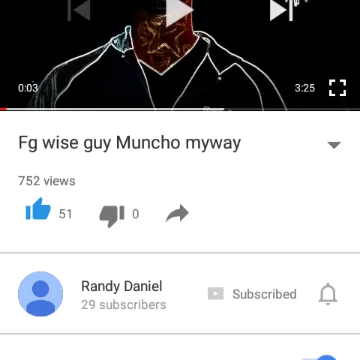 0:03
3:25
Fg wise guy Muncho myway
752 views
51
0
Randy Daniel
29 subscribers
Subscribed